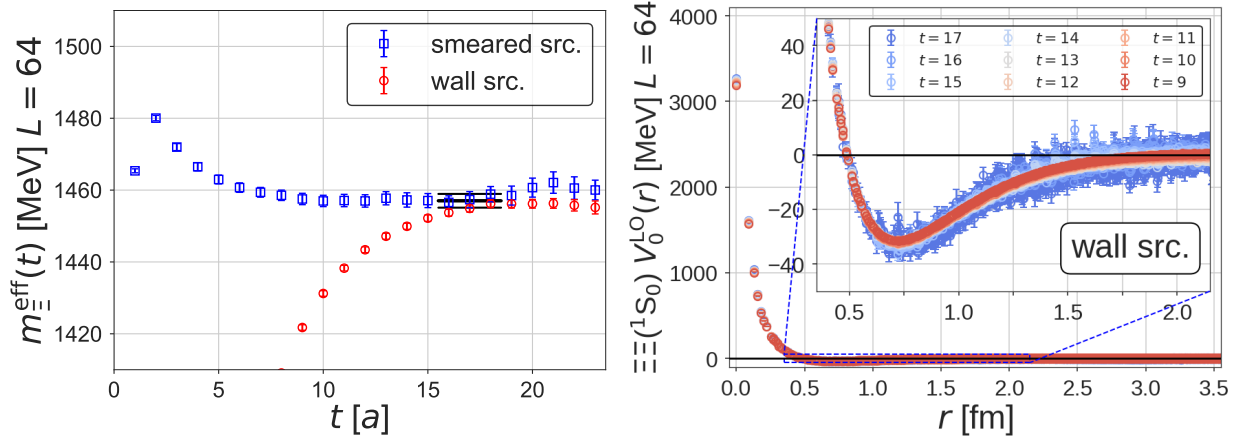 1500
1480
1460
1440
1420
0
5
10
15
20
t [a]
m_Ξ^eff(t) [MeV] L = 64
smeared src.
wall src.
4000
3000
2000
1000
0
0.0
0.5
1.0
1.5
2.0
2.5
3.0
3.5
r [fm]
ΞΞ(¹S₀) V₀^LO(r) [MeV] L = 64
40
20
0
−20
−40
0.5
1.0
1.5
2.0
t = 17
t = 16
t = 15
t = 14
t = 13
t = 12
t = 11
t = 10
t = 9
wall src.